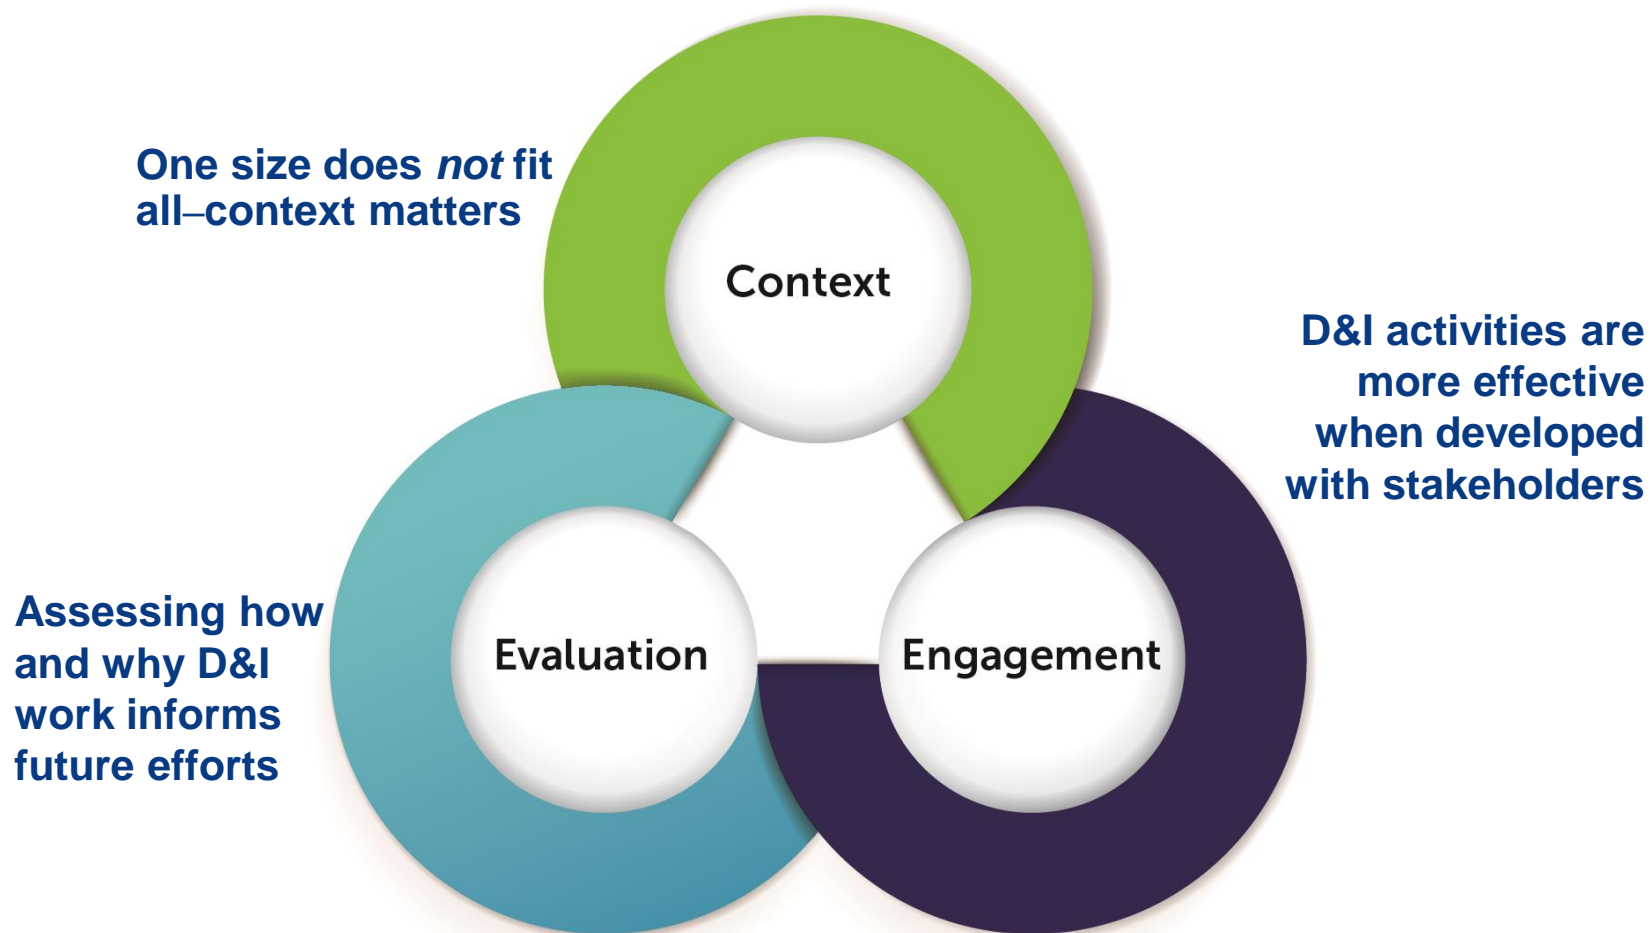 One size does not fit
all–context matters
Context
D&I activities are
more effective
when developed
with stakeholders
Assessing how
and why D&I
work informs
future efforts
Evaluation
Engagement